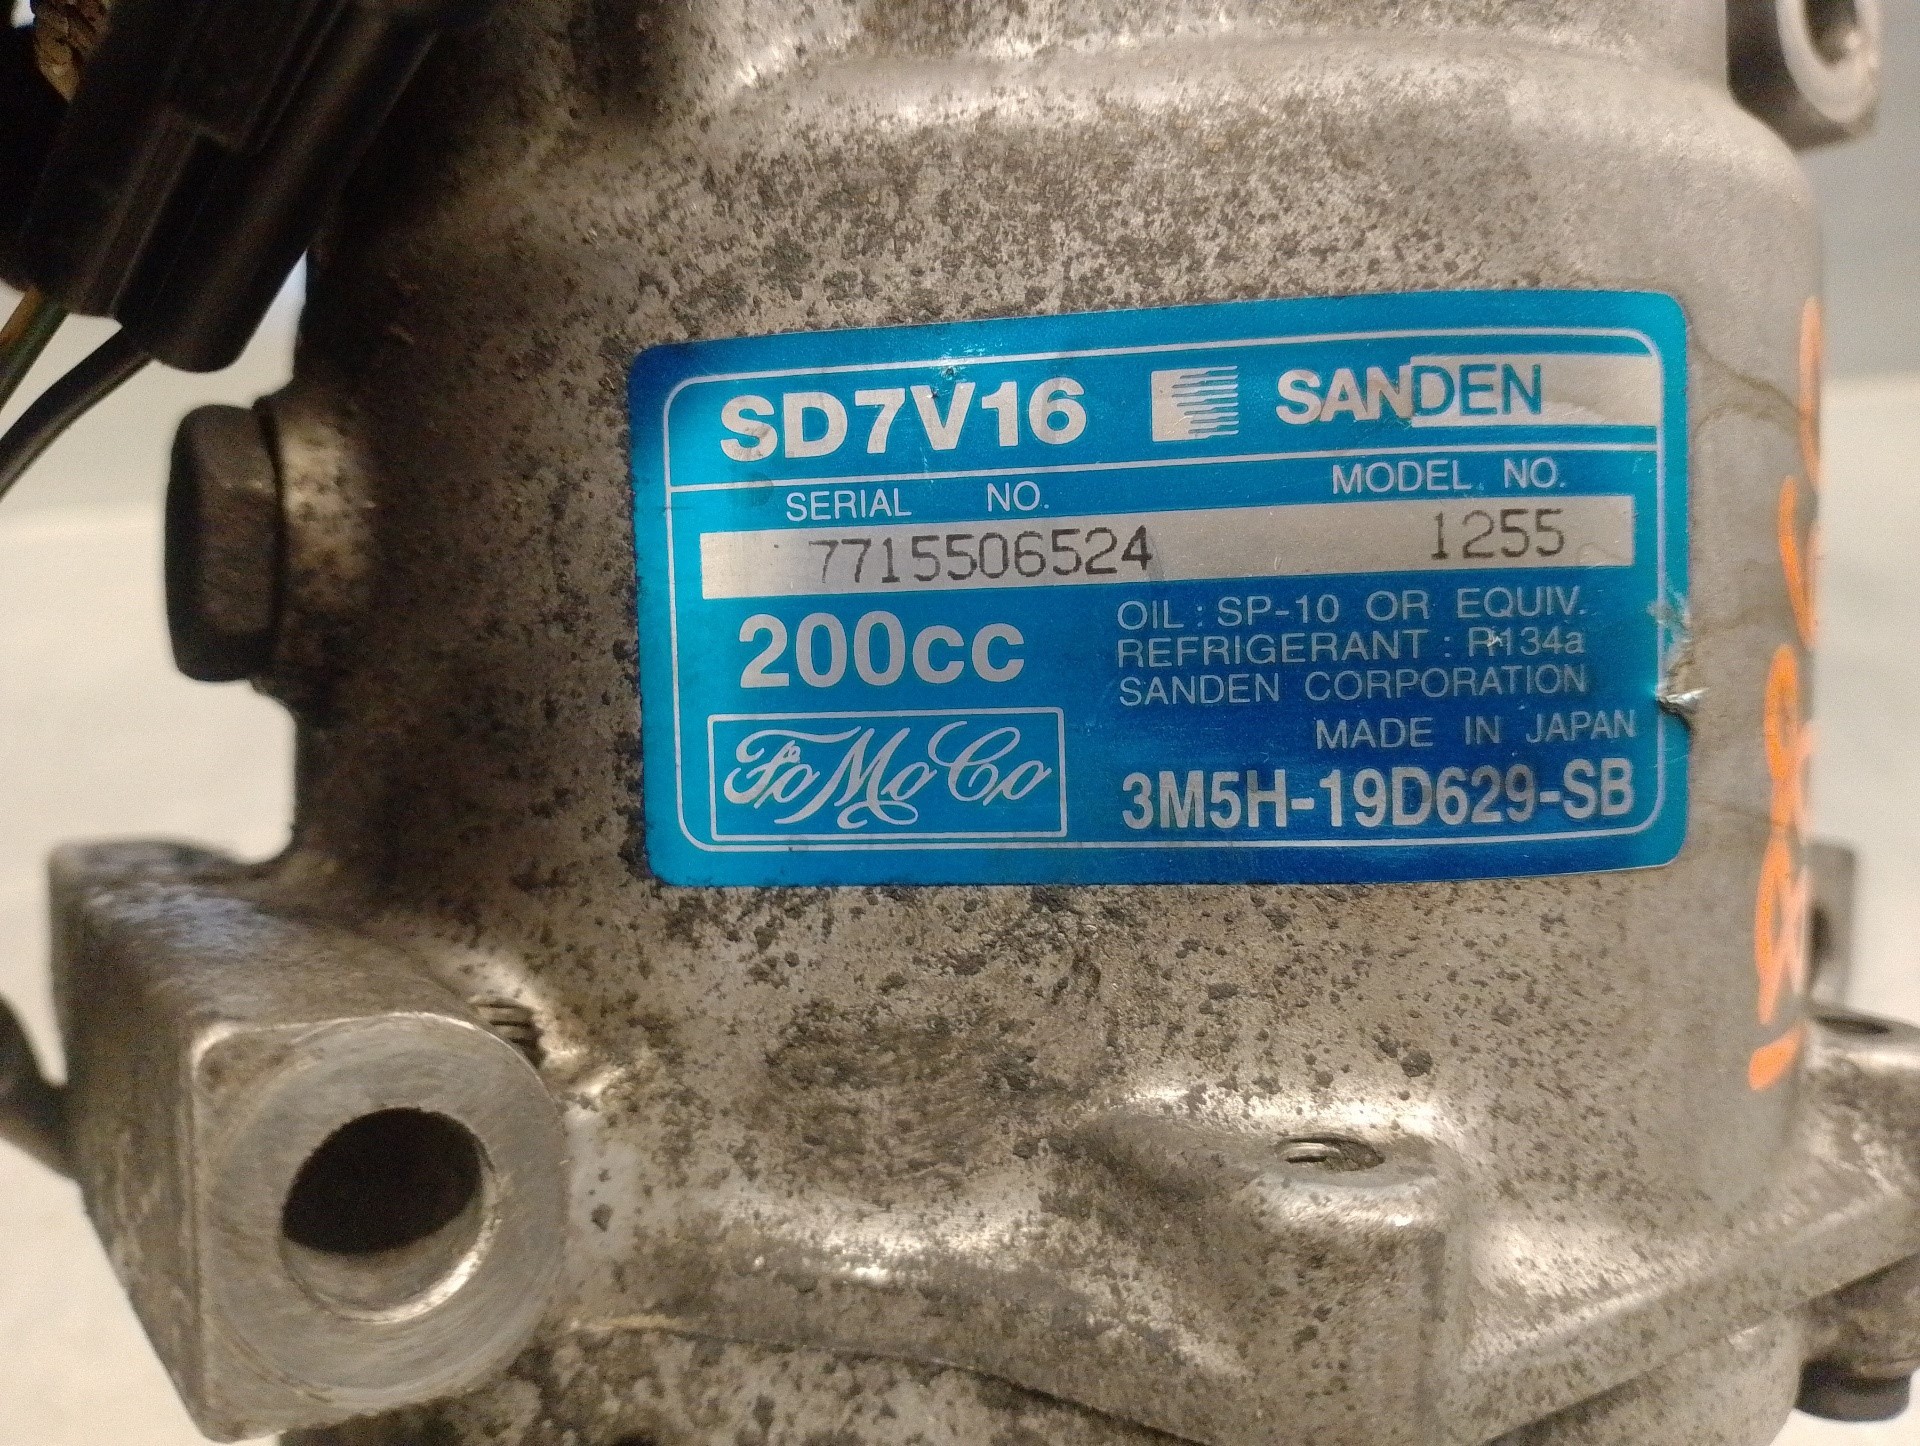 SD7V16 SANDEN
SERIAL NO. MODEL NO.
7715506524 1255
200cc
OIL : SP-10 OR EQUIV.
REFRIGERANT : R134a
SANDEN CORPORATION
MADE IN JAPAN
FoMoCo
3M5H-19D629-SB